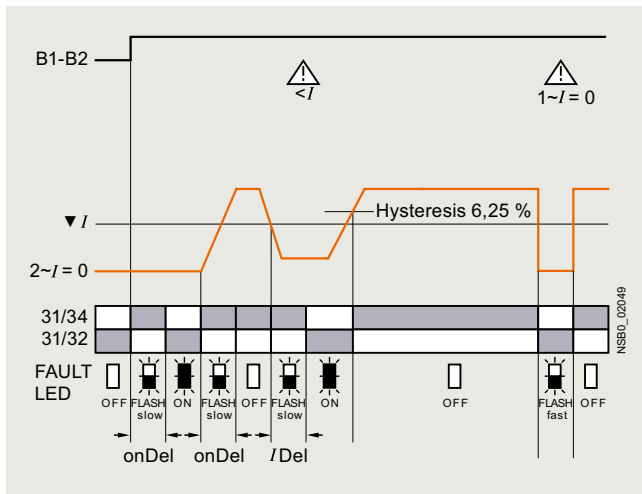 B1-B2
<I
1~I = 0
▼ I
Hysteresis 6,25 %
2~I = 0
NSB0_02049
31/34
31/32
FAULT
LED
OFF FLASH slow ON FLASH slow OFF FLASH slow ON OFF FLASH fast OFF
onDel onDel I Del